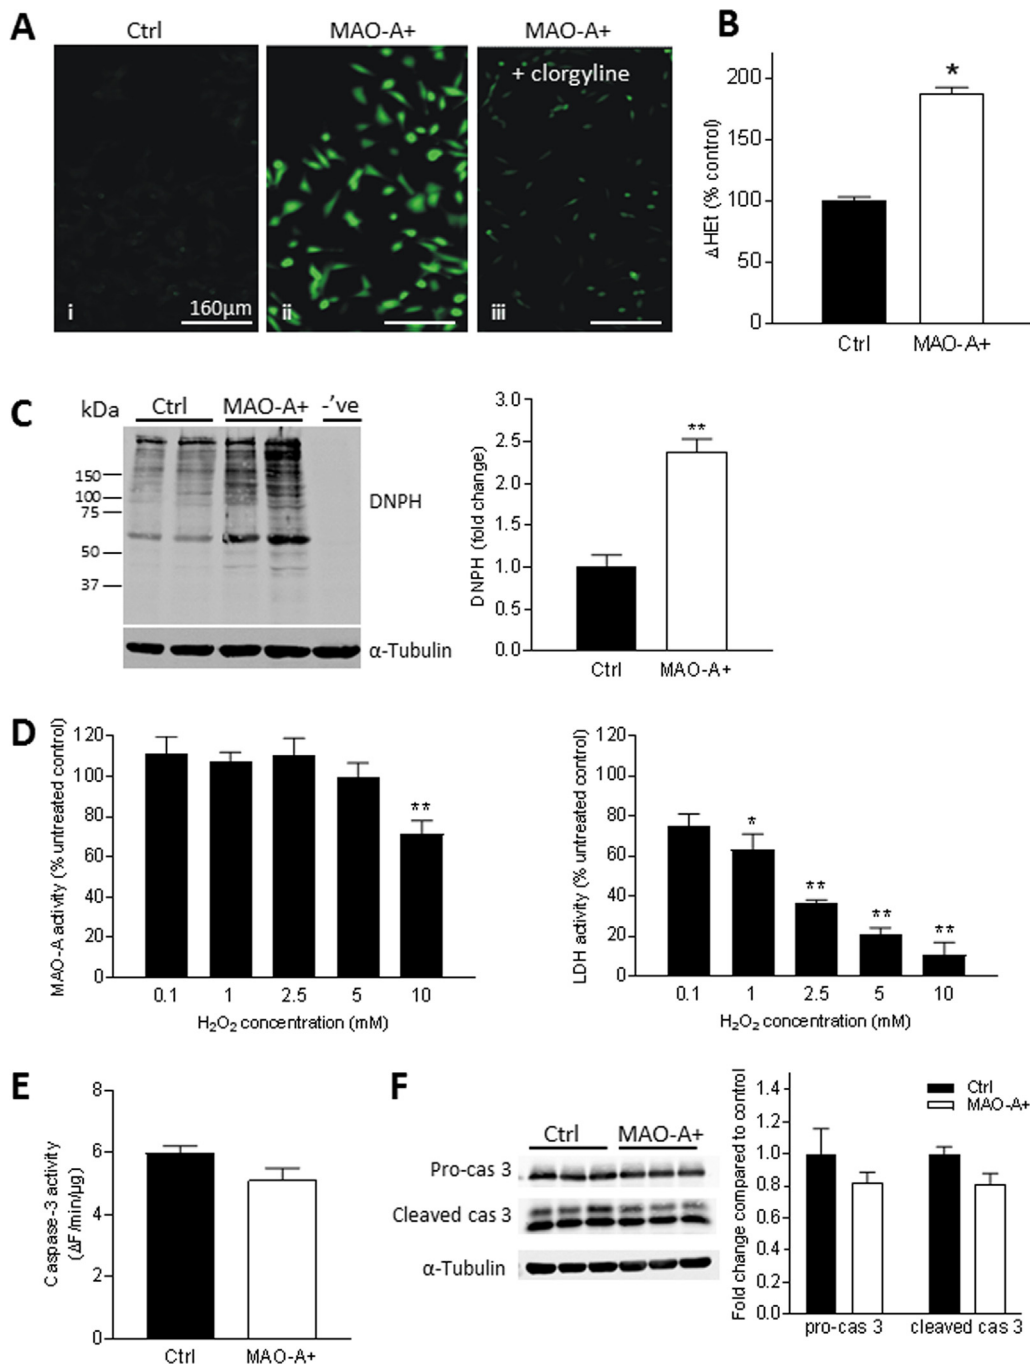 A
Ctrl
MAO-A+
MAO-A+
+ clorgyline
i
160µm
ii
iii
B
ΔHEt (% control)
200
150
100
50
0
*
Ctrl
MAO-A+
C
kDa
Ctrl
MAO-A+
-'ve
150
100
75
50
37
DNPH
α-Tubulin
DNPH (fold change)
3.0
2.5
2.0
1.5
1.0
0.5
0.0
**
Ctrl
MAO-A+
D
MAO-A activity (% untreated control)
120
100
80
60
40
20
0
**
0.1 1 2.5 5 10
H₂O₂ concentration (mM)
LDH activity (% untreated control)
120
100
80
60
40
20
0
*
**
**
**
0.1 1 2.5 5 10
H₂O₂ concentration (mM)
E
Caspase-3 activity
(ΔF/min/µg)
8
6
4
2
0
Ctrl
MAO-A+
F
Ctrl
MAO-A+
Pro-cas 3
Cleaved cas 3
α-Tubulin
Fold change compared to control
1.4
1.2
1.0
0.8
0.6
0.4
0.2
0.0
Ctrl
MAO-A+
pro-cas 3
cleaved cas 3